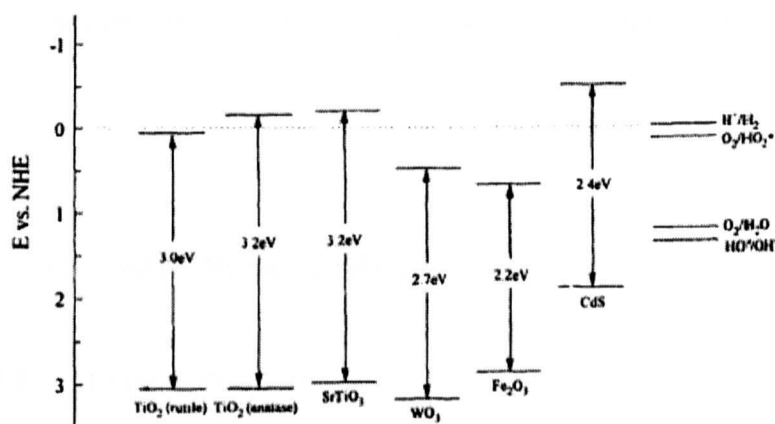 E vs. NHE
-1
0
1
2
3
3.0eV
3.2eV
3.2eV
2.7eV
2.2eV
2.4eV
TiO₂ (rutile)
TiO₂ (anatase)
SrTiO₃
WO₃
Fe₂O₃
CdS
H⁺/H₂
O₂/HO₂•
O₂/H₂O
HO•/OH⁻